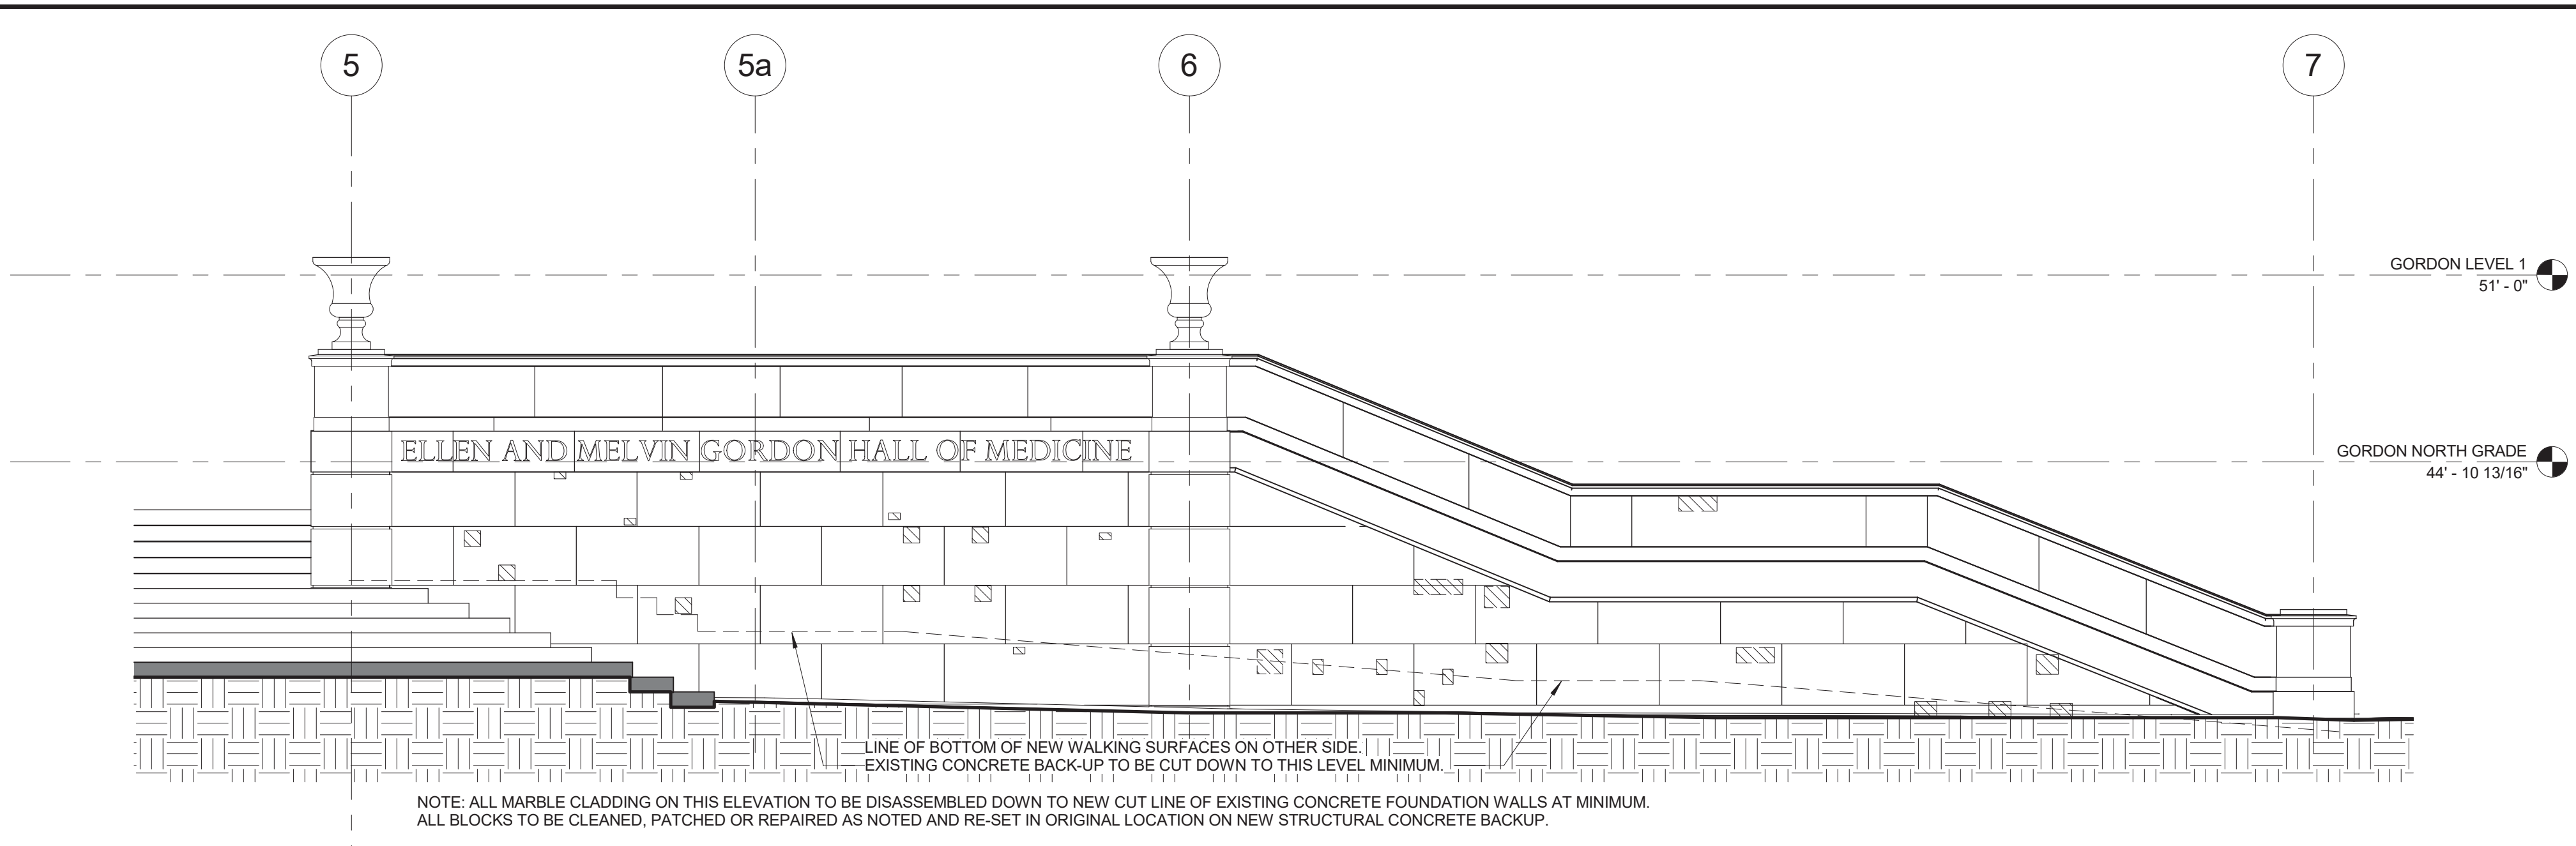 5
5a
6
7
GORDON LEVEL 1
51' - 0"
ELLEN AND MELVIN GORDON HALL OF MEDICINE
GORDON NORTH GRADE
44' - 10 13/16"
LINE OF BOTTOM OF NEW WALKING SURFACES ON OTHER SIDE.
EXISTING CONCRETE BACK-UP TO BE CUT DOWN TO THIS LEVEL MINIMUM.
NOTE: ALL MARBLE CLADDING ON THIS ELEVATION TO BE DISASSEMBLED DOWN TO NEW CUT LINE OF EXISTING CONCRETE FOUNDATION WALLS AT MINIMUM.
ALL BLOCKS TO BE CLEANED, PATCHED OR REPAIRED AS NOTED AND RE-SET IN ORIGINAL LOCATION ON NEW STRUCTURAL CONCRETE BACKUP.